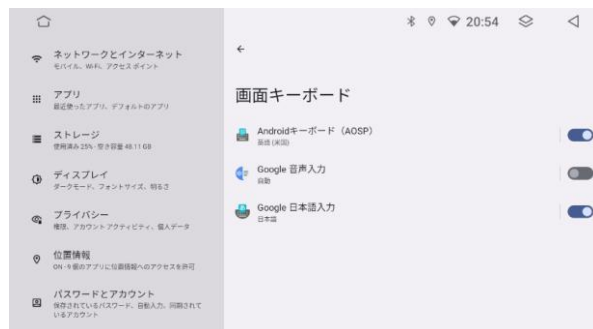 20:54
ネットワークとインターネット
モバイル、Wi-Fi、アクセス ポイント
アプリ
最近使ったアプリ、デフォルトのアプリ
ストレージ
使用済み 25% - 空き容量 48.11 GB
ディスプレイ
ダークモード、フォントサイズ、明るさ
プライバシー
権限、アカウント アクティビティ、個人データ
位置情報
ON - 9 個のアプリに位置情報へのアクセスを許可
パスワードとアカウント
保存されているパスワード、自動入力、同期されて
いるアカウント
画面キーボード
Androidキーボード（AOSP）
英語 (米国)
Google 音声入力
自動
Google 日本語入力
日本語